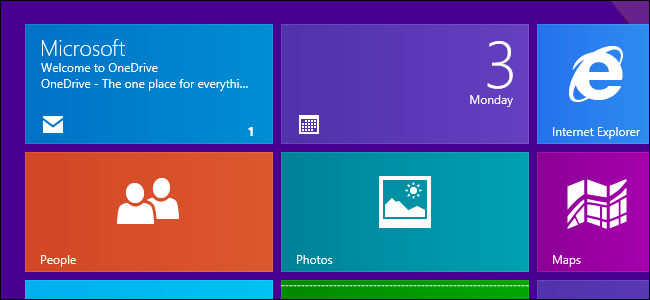 Microsoft
Welcome to OneDrive
OneDrive - The one place for everythi...
1
3
Monday
Internet Explorer
People
Photos
Maps